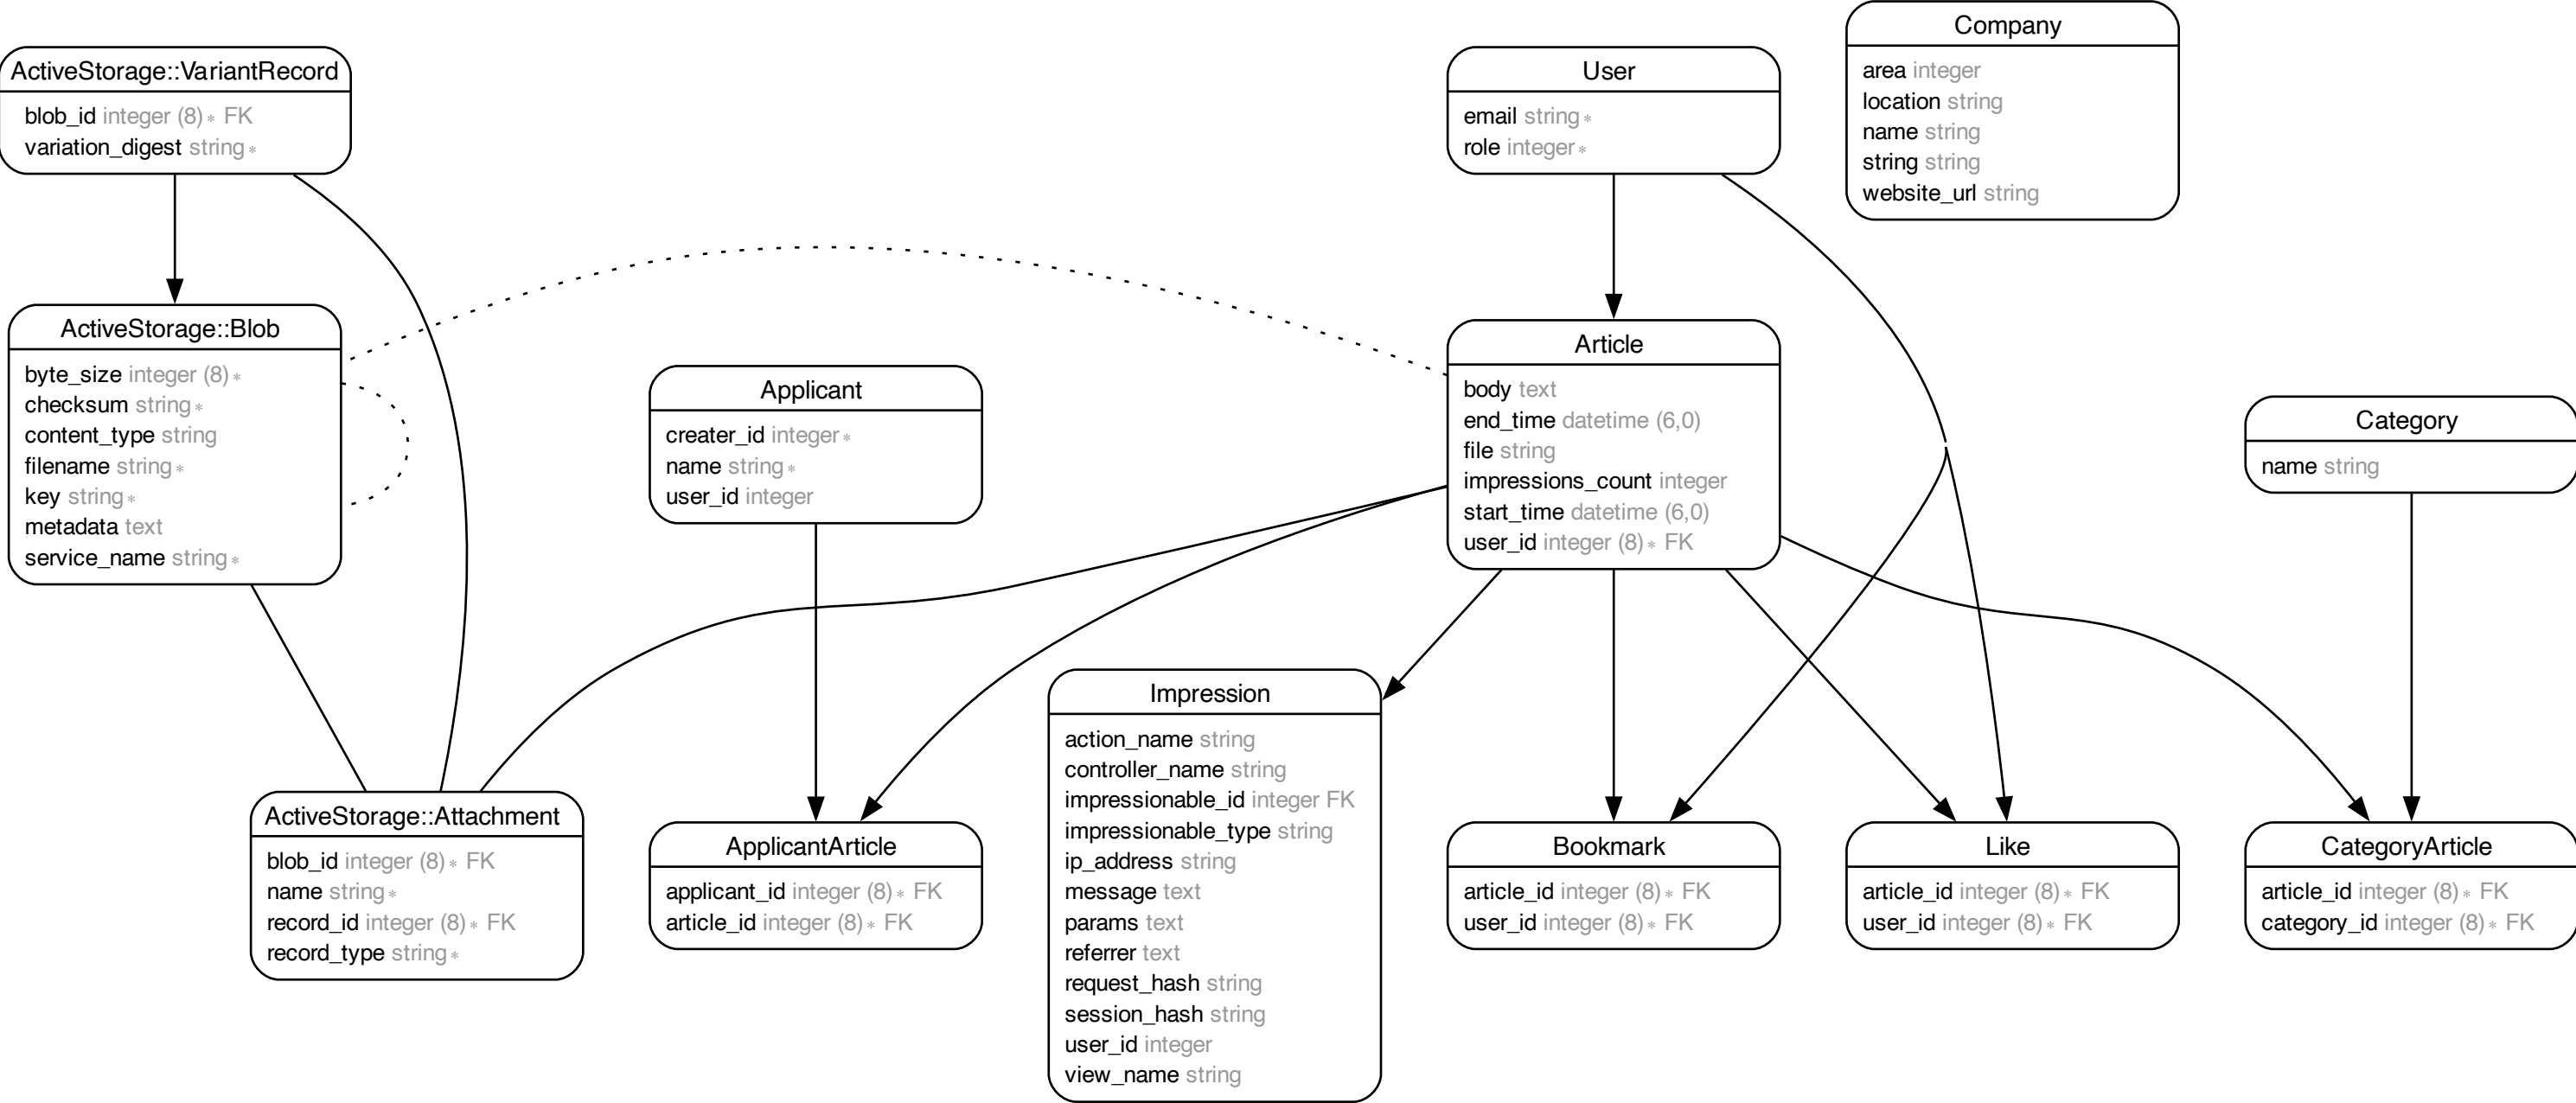 ActiveStorage::VariantRecord
blob_id integer (8)∗ FK
variation_digest string∗
User
email string∗
role integer∗
Company
area integer
location string
name string
string string
website_url string
ActiveStorage::Blob
byte_size integer (8)∗
checksum string∗
content_type string
filename string∗
key string∗
metadata text
service_name string∗
Applicant
creater_id integer∗
name string∗
user_id integer
Article
body text
end_time datetime (6,0)
file string
impressions_count integer
start_time datetime (6,0)
user_id integer (8)∗ FK
Category
name string
ActiveStorage::Attachment
blob_id integer (8)∗ FK
name string∗
record_id integer (8)∗ FK
record_type string∗
ApplicantArticle
applicant_id integer (8)∗ FK
article_id integer (8)∗ FK
Impression
action_name string
controller_name string
impressionable_id integer FK
impressionable_type string
ip_address string
message text
params text
referrer text
request_hash string
session_hash string
user_id integer
view_name string
Bookmark
article_id integer (8)∗ FK
user_id integer (8)∗ FK
Like
article_id integer (8)∗ FK
user_id integer (8)∗ FK
CategoryArticle
article_id integer (8)∗ FK
category_id integer (8)∗ FK